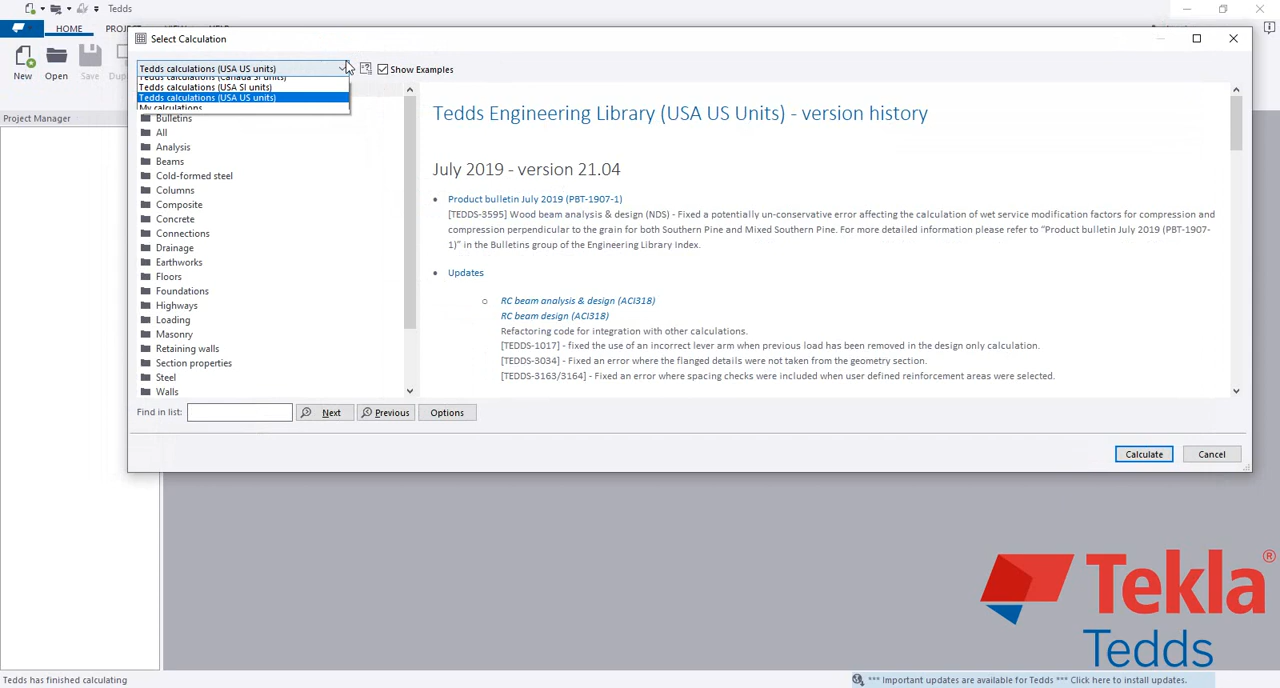 Tedds
HOME
New
Open
Save
Project Manager
Select Calculation
Tedds calculations (USA US units)
Show Examples
Tedds calculations (Canada SI units)
Tedds calculations (USA SI units)
Tedds calculations (USA US units)
My calculations
Bulletins
All
Analysis
Beams
Cold-formed steel
Columns
Composite
Concrete
Connections
Drainage
Earthworks
Floors
Foundations
Highways
Loading
Masonry
Retaining walls
Section properties
Steel
Walls
Tedds Engineering Library (USA US Units) - version history
July 2019 - version 21.04
• Product bulletin July 2019 (PBT-1907-1)
[TEDDS-3595] Wood beam analysis & design (NDS) - Fixed a potentially un-conservative error affecting the calculation of wet service modification factors for compression and
compression perpendicular to the grain for both Southern Pine and Mixed Southern Pine. For more detailed information please refer to "Product bulletin July 2019 (PBT-1907-
1)" in the Bulletins group of the Engineering Library Index.
• Updates
o RC beam analysis & design (ACI318)
RC beam design (ACI318)
Refactoring code for integration with other calculations.
[TEDDS-1017] - fixed the use of an incorrect lever arm when previous load has been removed in the design only calculation.
[TEDDS-3034] - Fixed an error where the flanged details were not taken from the geometry section.
[TEDDS-3163/3164] - Fixed an error where spacing checks were included when user defined reinforcement areas were selected.
Find in list:
Next
Previous
Options
Calculate
Cancel
Tekla®
Tedds
Tedds has finished calculating
*** Important updates are available for Tedds *** Click here to install updates.